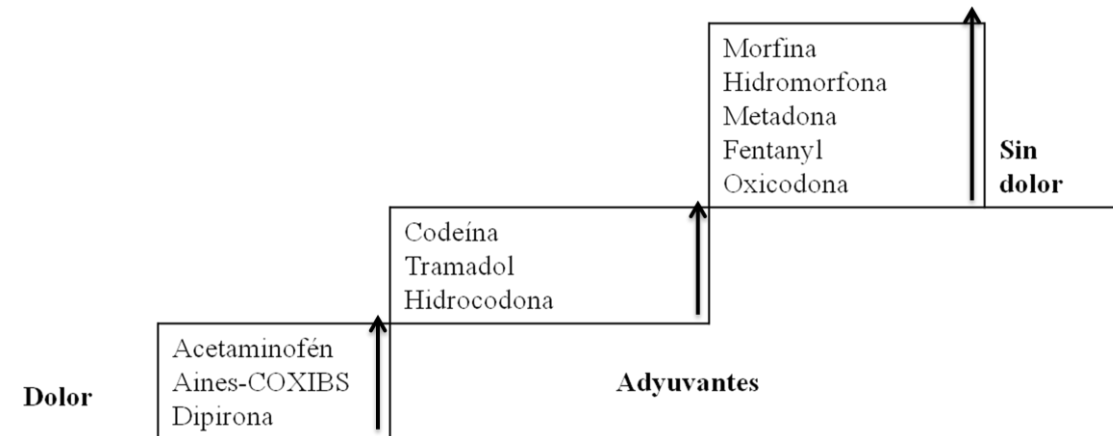 Morfina
Hidromorfona
Metadona
Fentanyl
Oxicodona
Sin
dolor
Codeína
Tramadol
Hidrocodona
Acetaminofén
Aines-COXIBS
Dipirona
Dolor
Adyuvantes